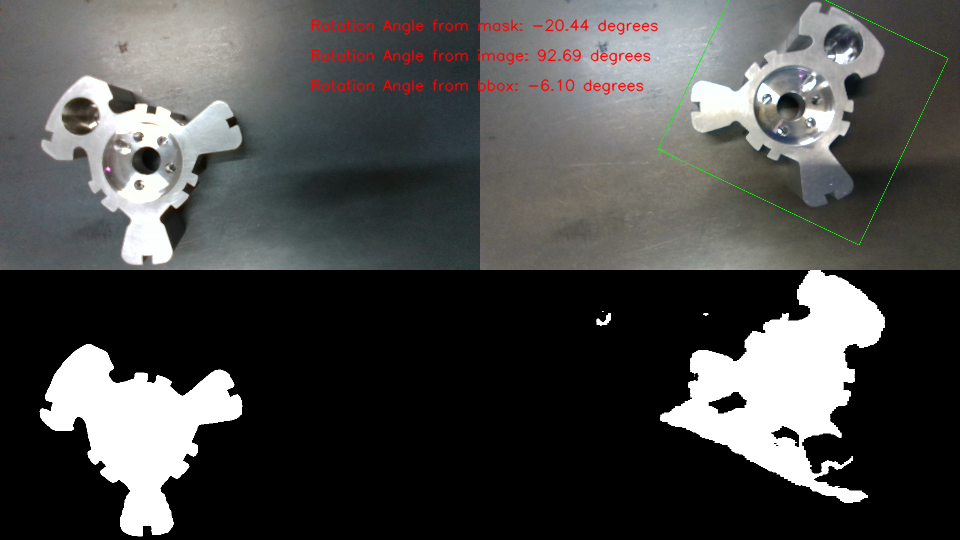 Rotation Angle from mask: -20.44 degrees
Rotation Angle from image: 92.69 degrees
Rotation Angle from bbox: -6.10 degrees